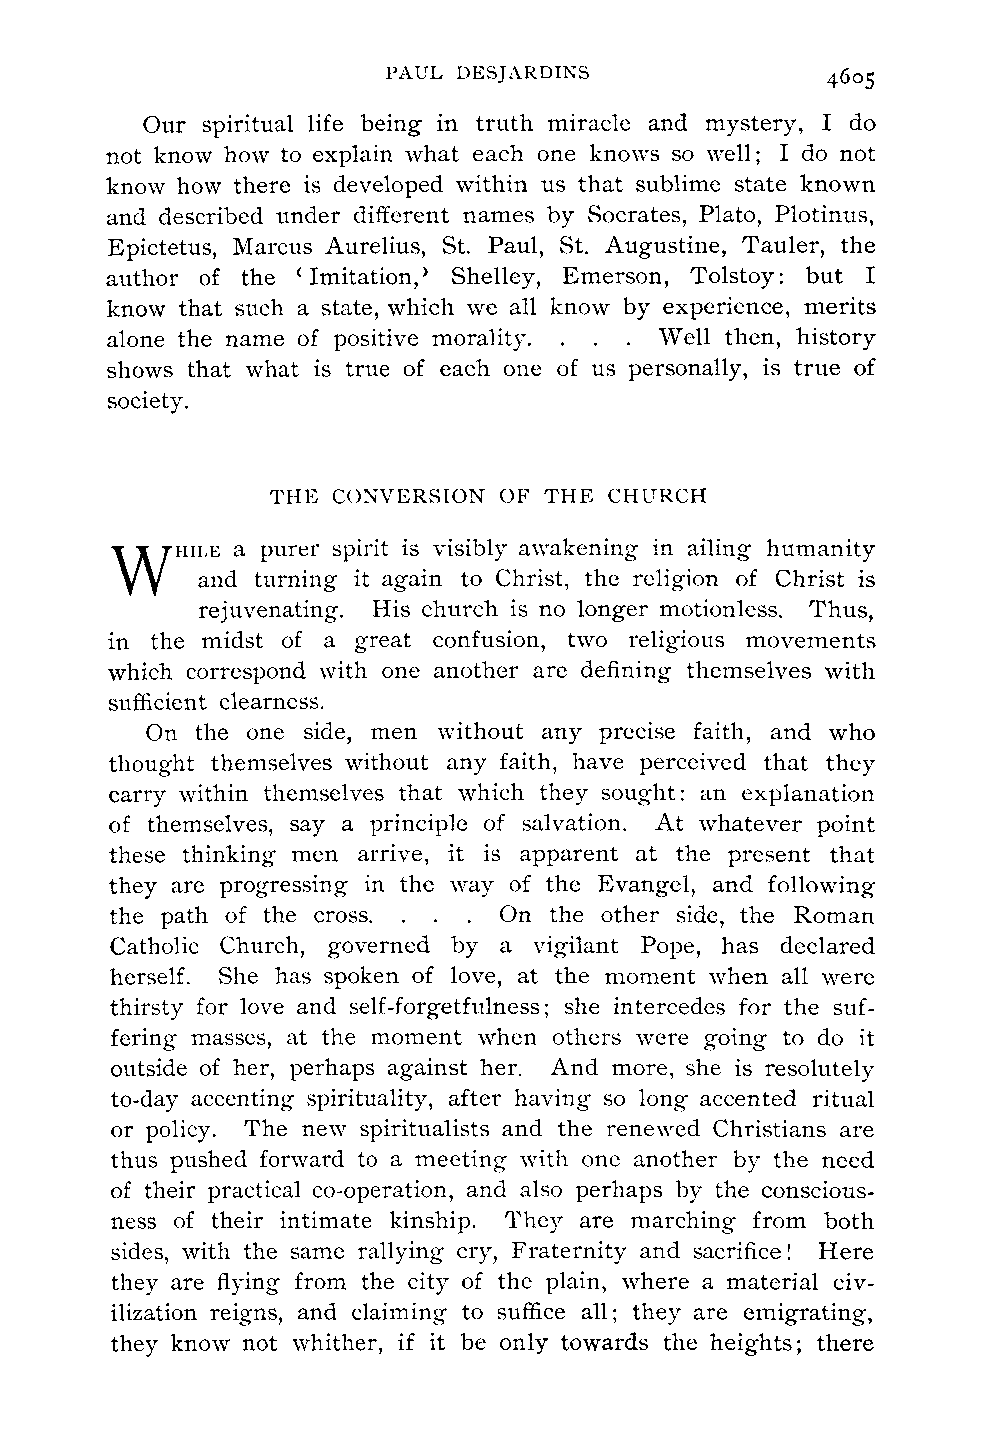 PAUL DESJARDINS 4605
Our spiritual life being in truth miracle and mystery, I do
not know how to explain what each one knows so well; I do not
know how there is developed within us that sublime state known
and described under different names by Socrates, Plato, Plotinus,
Epictetus, Marcus Aurelius, St. Paul, St. Augustine, Tauler, the
author of the ‘Imitation,’ Shelley, Emerson, Tolstoy: but I
know that such a state, which we all know by experience, merits
alone the name of positive morality. . . . Well then, history
shows that what is true of each one of us personally, is true of
society.
THE CONVERSION OF THE CHURCH
WHILE a purer spirit is visibly awakening in ailing humanity
and turning it again to Christ, the religion of Christ is
rejuvenating. His church is no longer motionless. Thus,
in the midst of a great confusion, two religious movements
which correspond with one another are defining themselves with
sufficient clearness.
On the one side, men without any precise faith, and who
thought themselves without any faith, have perceived that they
carry within themselves that which they sought: an explanation
of themselves, say a principle of salvation. At whatever point
these thinking men arrive, it is apparent at the present that
they are progressing in the way of the Evangel, and following
the path of the cross. . . . On the other side, the Roman
Catholic Church, governed by a vigilant Pope, has declared
herself. She has spoken of love, at the moment when all were
thirsty for love and self-forgetfulness; she intercedes for the suf-
fering masses, at the moment when others were going to do it
outside of her, perhaps against her. And more, she is resolutely
to-day accenting spirituality, after having so long accented ritual
or policy. The new spiritualists and the renewed Christians are
thus pushed forward to a meeting with one another by the need
of their practical co-operation, and also perhaps by the conscious-
ness of their intimate kinship. They are marching from both
sides, with the same rallying cry, Fraternity and sacrifice! Here
they are flying from the city of the plain, where a material civ-
ilization reigns, and claiming to suffice all; they are emigrating,
they know not whither, if it be only towards the heights; there